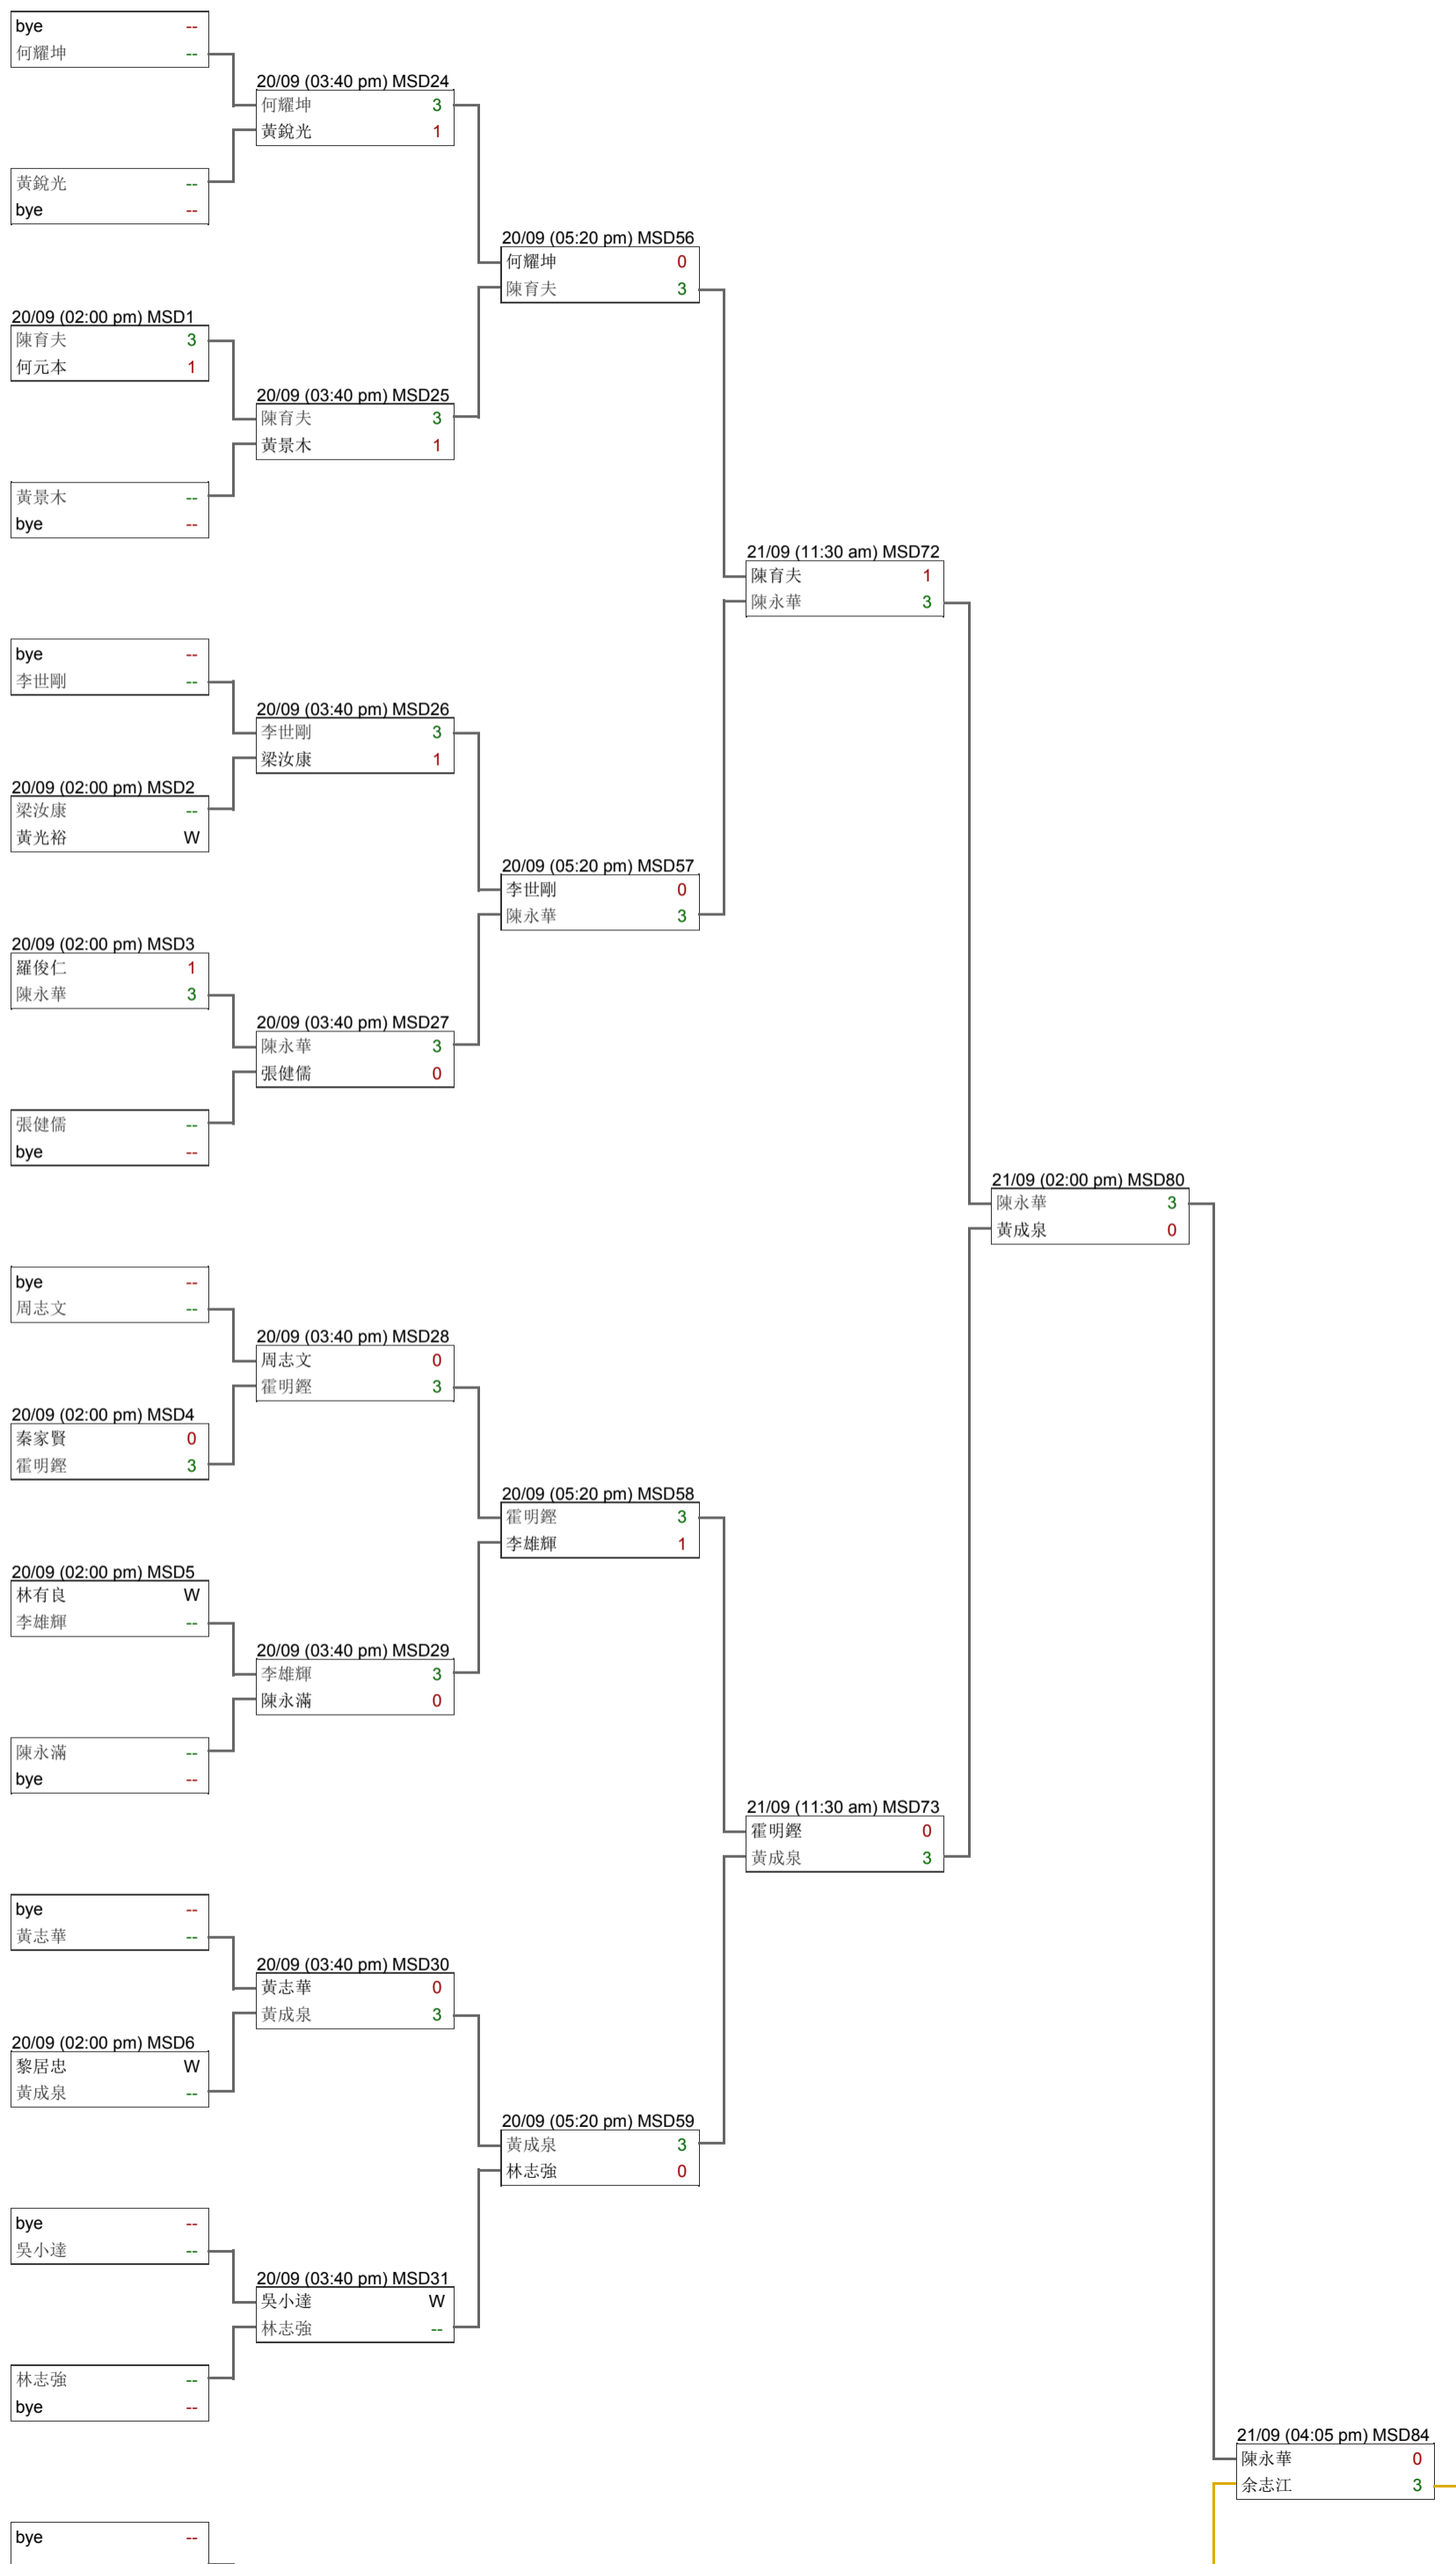 bye --
何耀坤 --
20/09 (03:40 pm) MSD24
何耀坤 3
黃銳光 1
黃銳光 --
bye --
20/09 (05:20 pm) MSD56
何耀坤 0
陳育夫 3
20/09 (02:00 pm) MSD1
陳育夫 3
何元本 1
20/09 (03:40 pm) MSD25
陳育夫 3
黃景木 1
黃景木 --
bye --
21/09 (11:30 am) MSD72
陳育夫 1
陳永華 3
bye --
李世剛 --
20/09 (03:40 pm) MSD26
李世剛 3
梁汝康 1
20/09 (02:00 pm) MSD2
梁汝康 --
黃光裕 W
20/09 (05:20 pm) MSD57
李世剛 0
陳永華 3
20/09 (02:00 pm) MSD3
羅俊仁 1
陳永華 3
20/09 (03:40 pm) MSD27
陳永華 3
張健儒 0
張健儒 --
bye --
21/09 (02:00 pm) MSD80
陳永華 3
黃成泉 0
bye --
周志文 --
20/09 (03:40 pm) MSD28
周志文 0
霍明鏗 3
20/09 (02:00 pm) MSD4
秦家賢 0
霍明鏗 3
20/09 (05:20 pm) MSD58
霍明鏗 3
李雄輝 1
20/09 (02:00 pm) MSD5
林有良 W
李雄輝 --
20/09 (03:40 pm) MSD29
李雄輝 3
陳永滿 0
陳永滿 --
bye --
21/09 (11:30 am) MSD73
霍明鏗 0
黃成泉 3
bye --
黃志華 --
20/09 (03:40 pm) MSD30
黃志華 0
黃成泉 3
20/09 (02:00 pm) MSD6
黎居忠 W
黃成泉 --
20/09 (05:20 pm) MSD59
黃成泉 3
林志強 0
bye --
吳小達 --
20/09 (03:40 pm) MSD31
吳小達 W
林志強 --
林志強 --
bye --
21/09 (04:05 pm) MSD84
陳永華 0
余志江 3
bye --